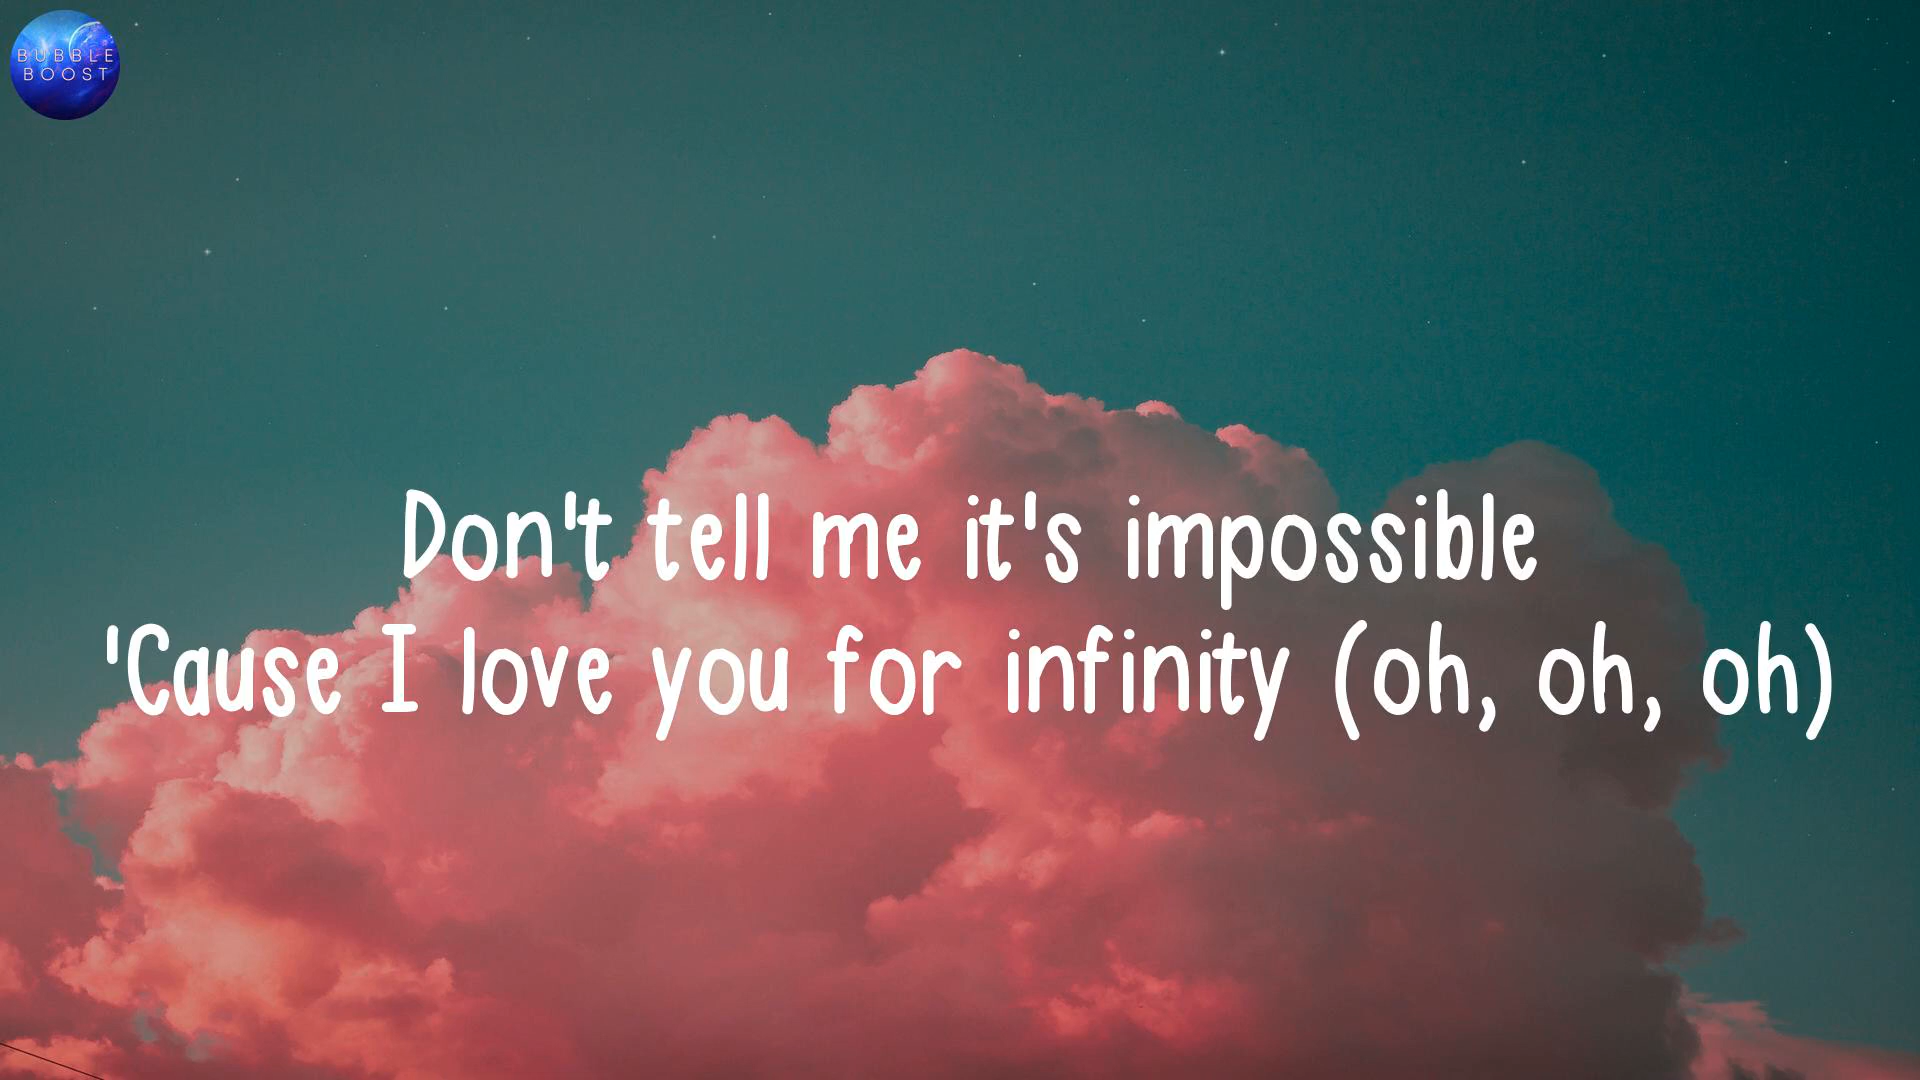 BUBBLE
BOOST
Don't tell me it's impossible
'Cause I love you for infinity (oh, oh, oh)